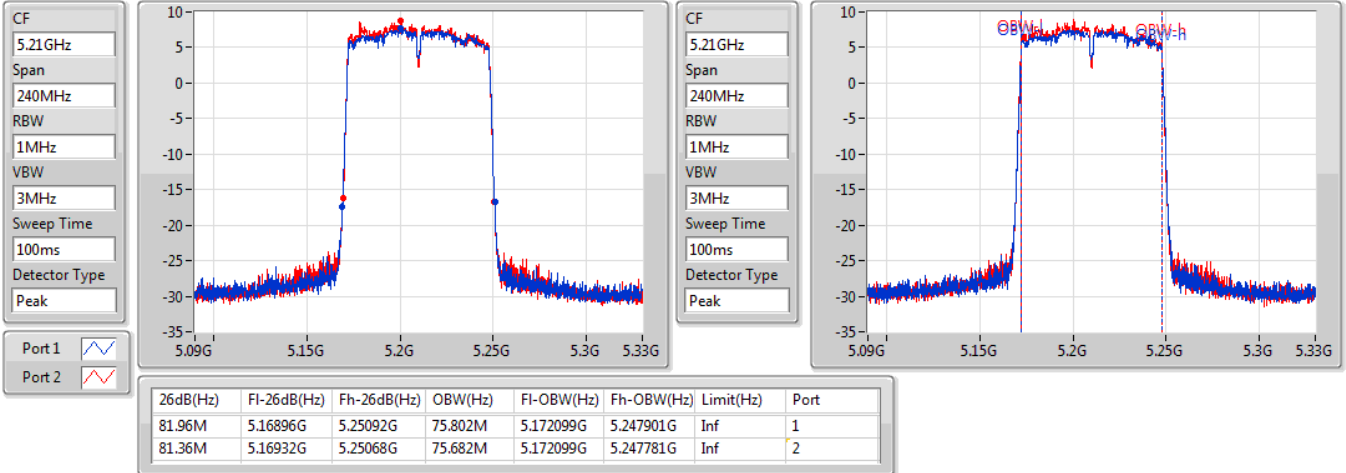 CF
5.21GHz
Span
240MHz
RBW
1MHz
VBW
3MHz
Sweep Time
100ms
Detector Type
Peak
10
5
0
-5
-10
-15
-20
-25
-30
-35
5.09G 5.15G 5.2G 5.25G 5.3G 5.33G
CF
5.21GHz
Span
240MHz
RBW
1MHz
VBW
3MHz
Sweep Time
100ms
Detector Type
Peak
10
5
0
-5
-10
-15
-20
-25
-30
-35
OBW-l OBW-h
5.09G 5.15G 5.2G 5.25G 5.3G 5.33G
Port 1
Port 2
26dB(Hz) Fl-26dB(Hz) Fh-26dB(Hz) OBW(Hz) Fl-OBW(Hz) Fh-OBW(Hz) Limit(Hz) Port
81.96M 5.16896G 5.25092G 75.802M 5.172099G 5.247901G Inf 1
81.36M 5.16932G 5.25068G 75.682M 5.172099G 5.247781G Inf 2